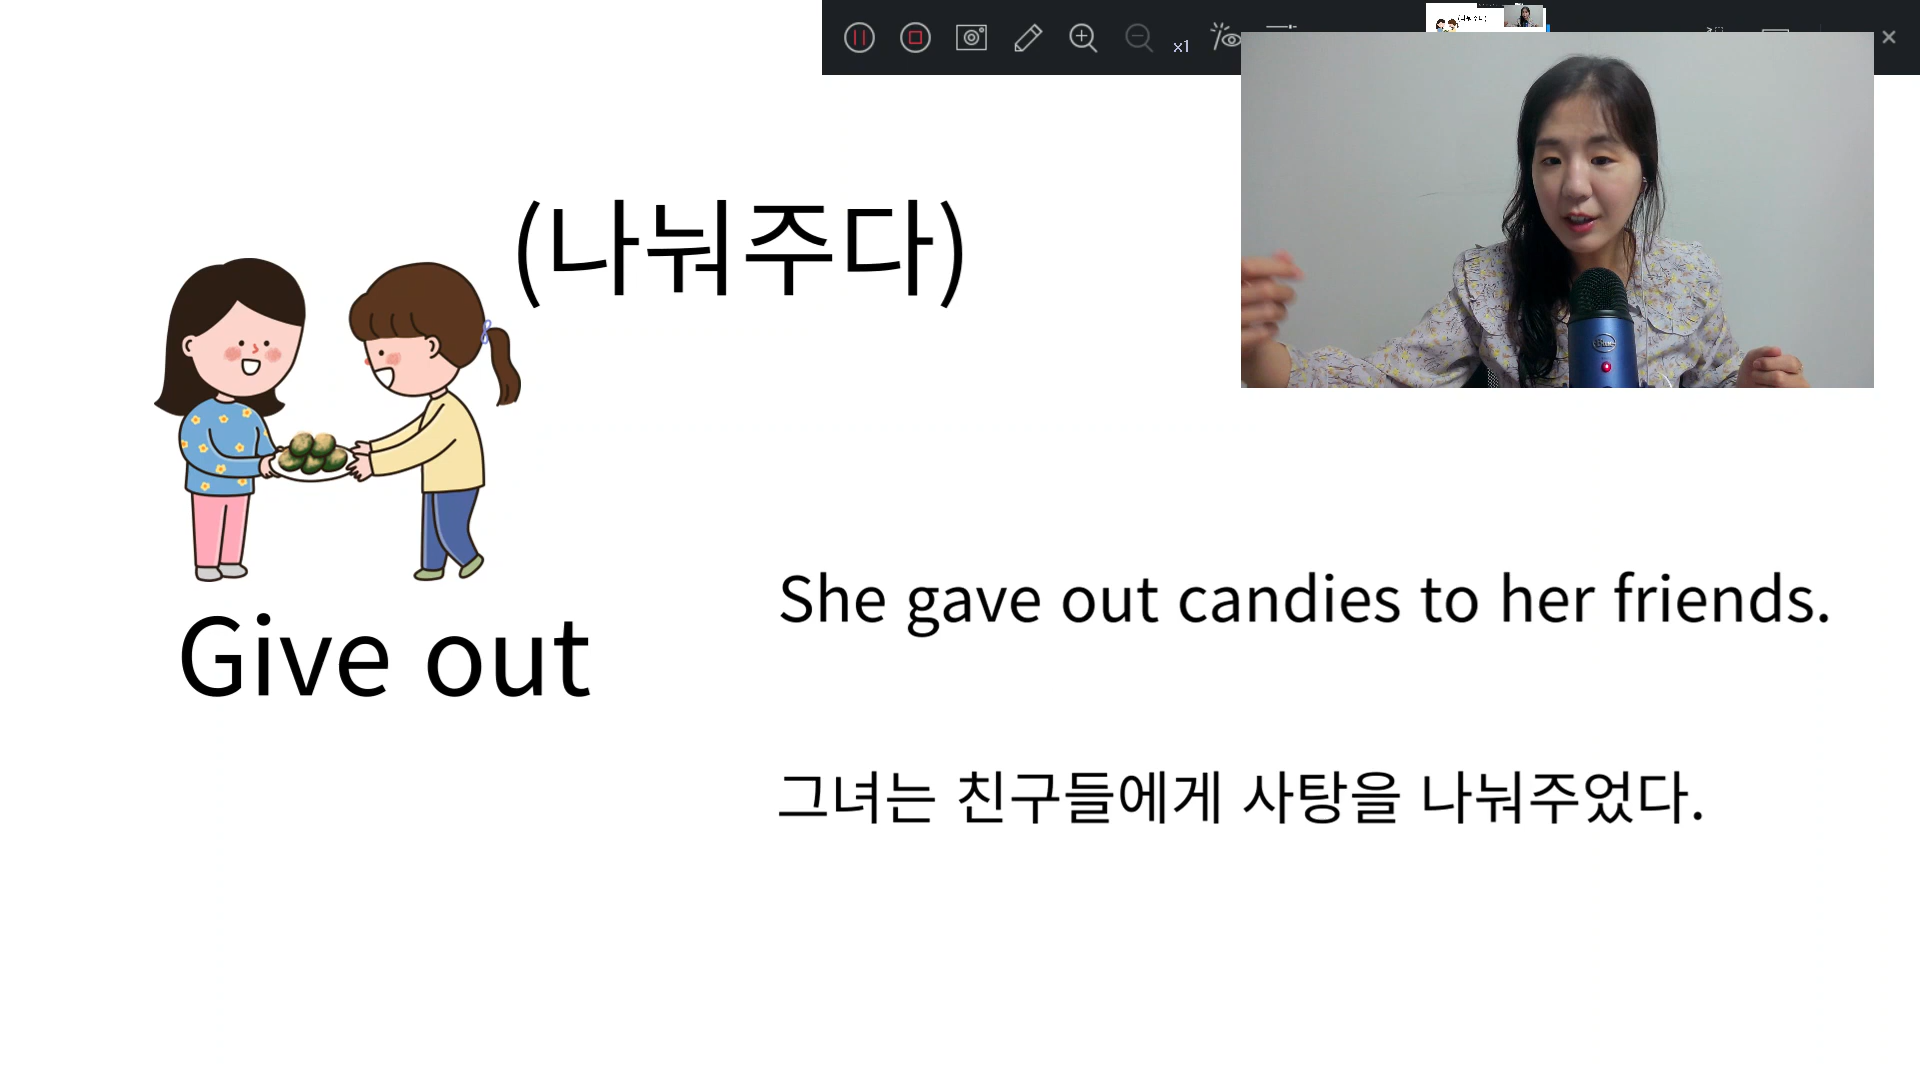 x1
(나눠주다)
Give out
She gave out candies to her friends.
그녀는 친구들에게 사탕을 나눠주었다.
blue